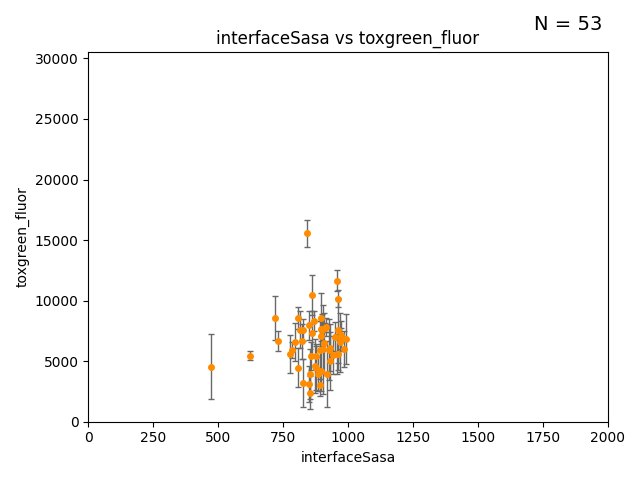 N = 53
interfaceSasa vs toxgreen_fluor
30000
25000
20000
15000
10000
5000
0
toxgreen_fluor
0 250 500 750 1000 1250 1500 1750 2000
interfaceSasa